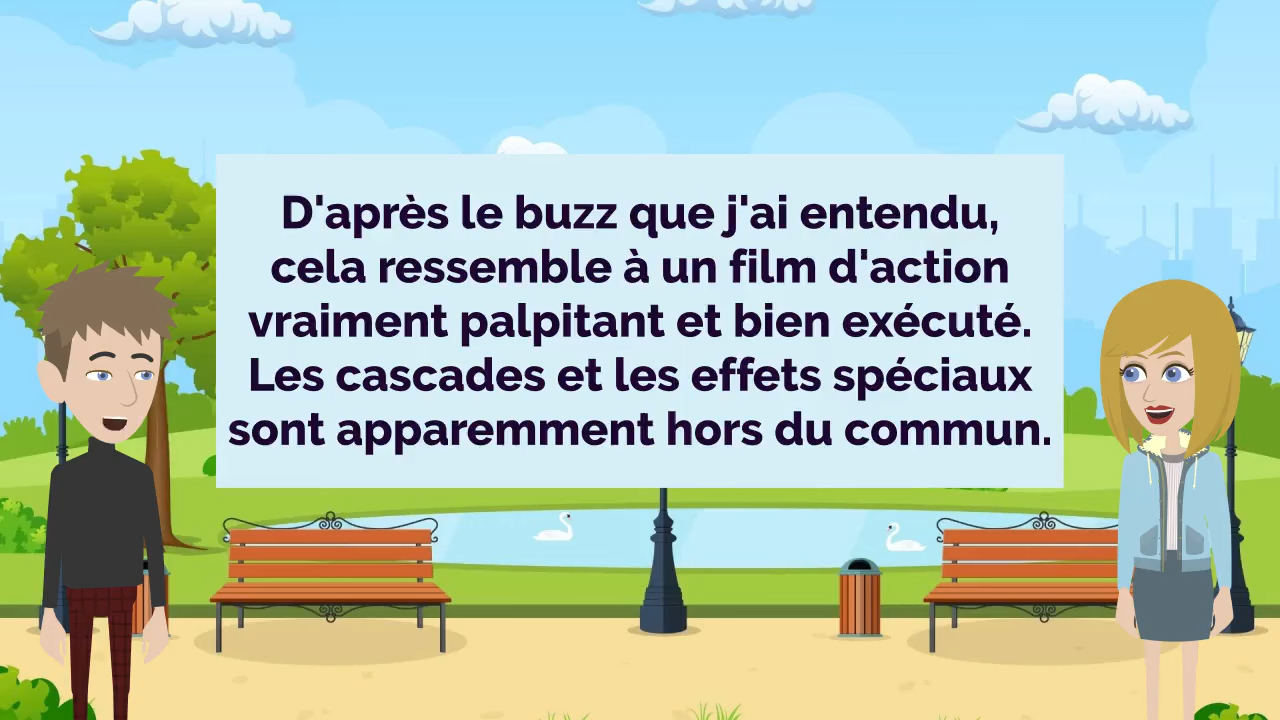 D'après le buzz que j'ai entendu,
cela ressemble à un film d'action
vraiment palpitant et bien exécuté.
Les cascades et les effets spéciaux
sont apparemment hors du commun.